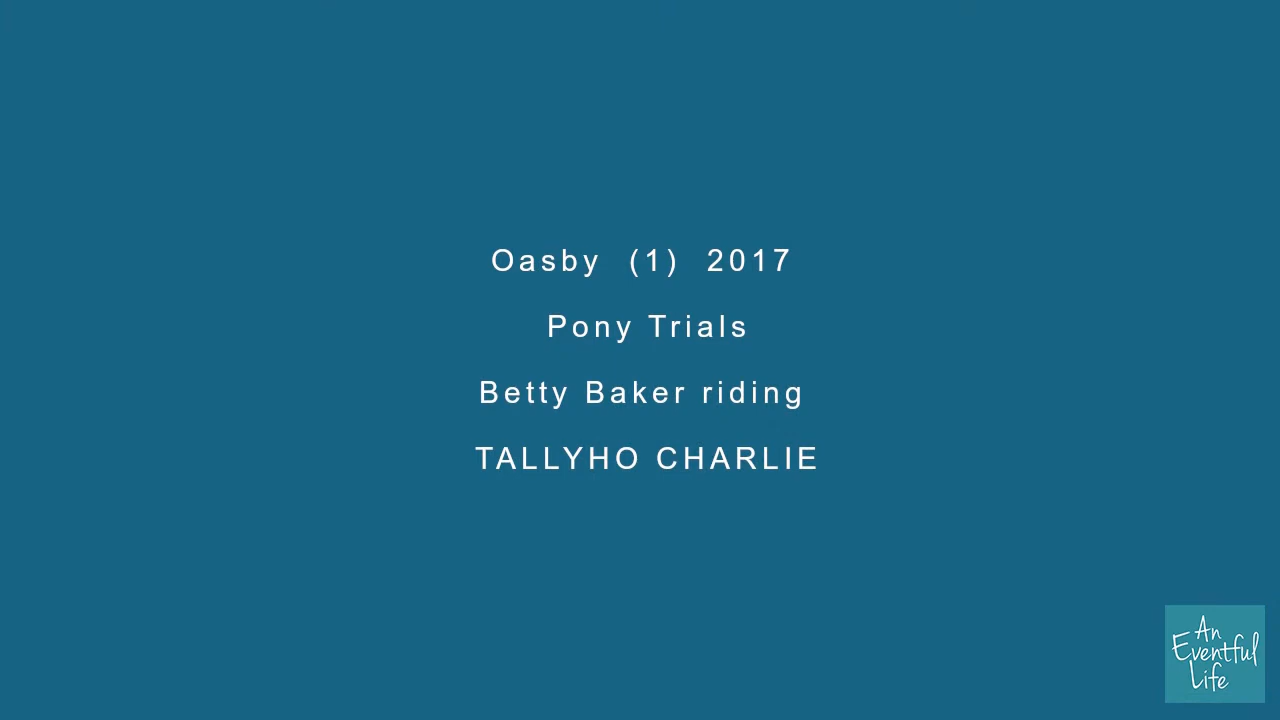 Oasby (1) 2017
Pony Trials
Betty Baker riding
TALLYHO CHARLIE
An
Eventful
Life